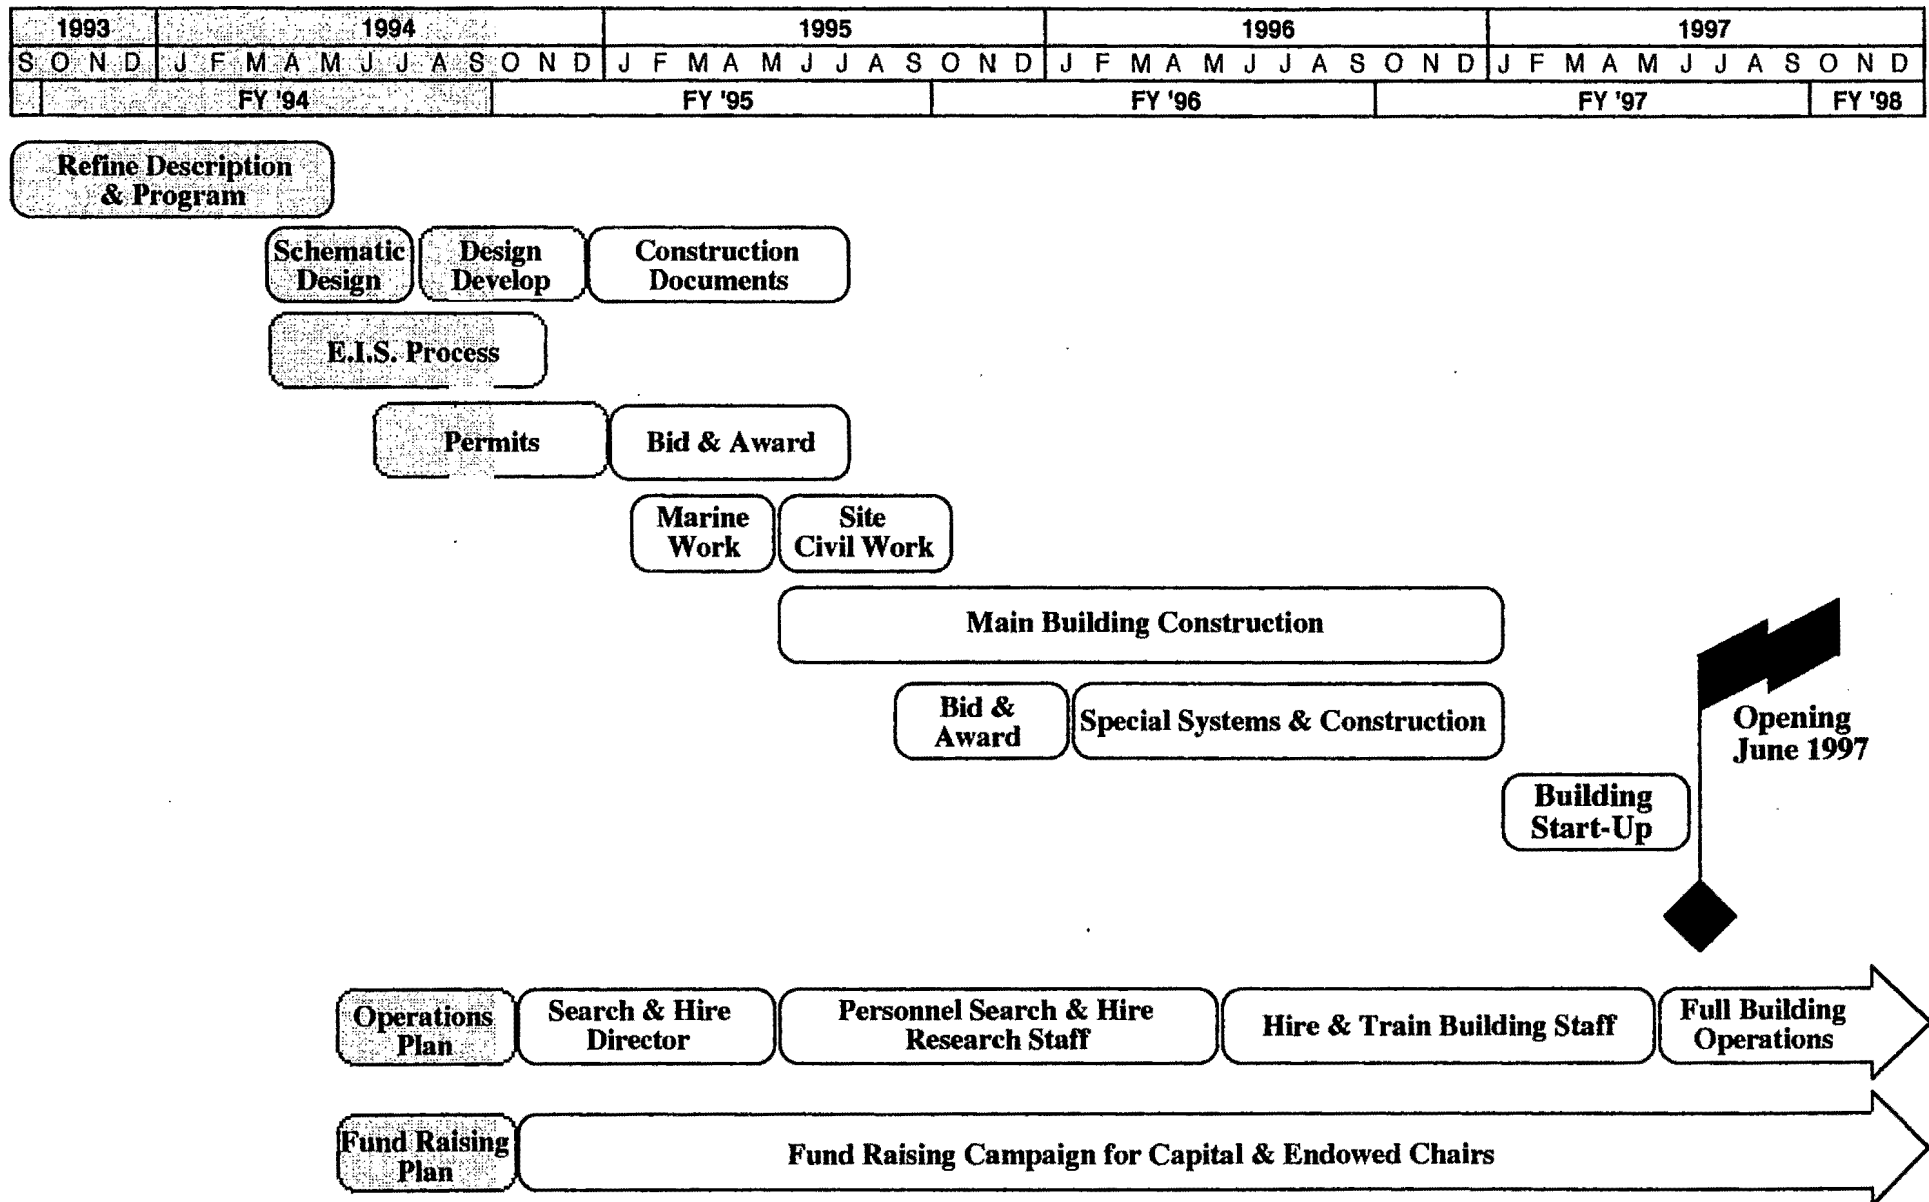 1993 1994 1995 1996 1997
S O N D J F M A M J J A S O N D J F M A M J J A S O N D J F M A M J J A S O N D J F M A M J J A S O N D
FY '94 FY '95 FY '96 FY '97 FY '98
Refine Description
& Program
Schematic
Design
Design
Develop
Construction
Documents
E.I.S. Process
Permits
Bid & Award
Marine
Work
Site
Civil Work
Main Building Construction
Bid &
Award
Special Systems & Construction
Opening
June 1997
Building
Start-Up
Operations
Plan
Search & Hire
Director
Personnel Search & Hire
Research Staff
Hire & Train Building Staff
Full Building
Operations
Fund Raising
Plan
Fund Raising Campaign for Capital & Endowed Chairs